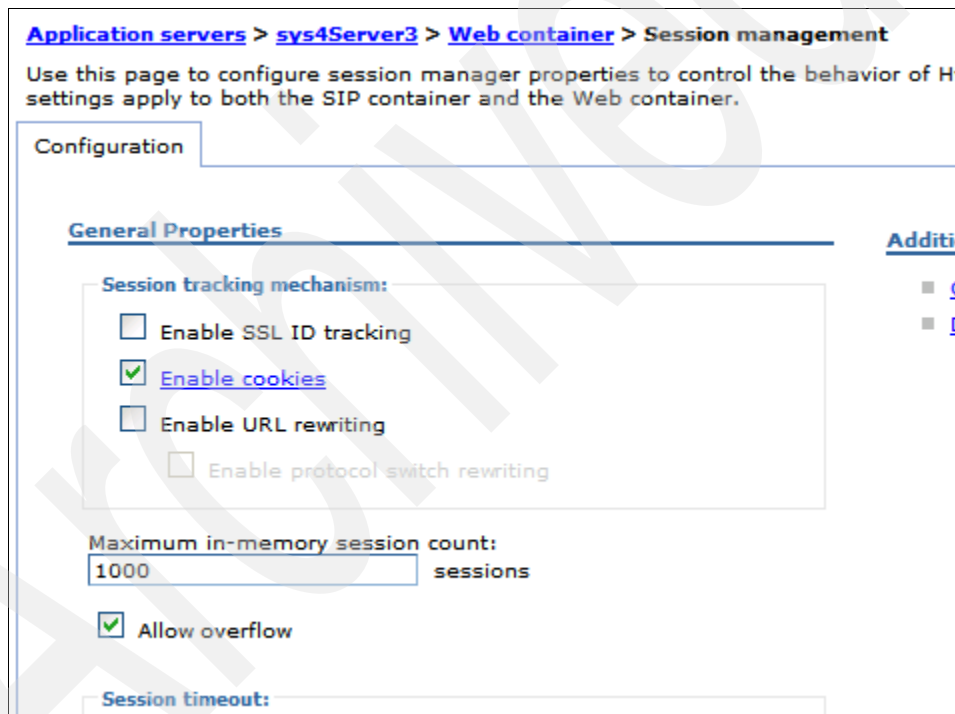 Application servers > sys4Server3 > Web container > Session management
Use this page to configure session manager properties to control the behavior of
settings apply to both the SIP container and the Web container.
Configuration
General Properties
Session tracking mechanism:
Enable SSL ID tracking
Enable cookies
Enable URL rewriting
Enable protocol switch rewriting
Maximum in-memory session count:
1000 sessions
Allow overflow
Session timeout:
Additi
Archived